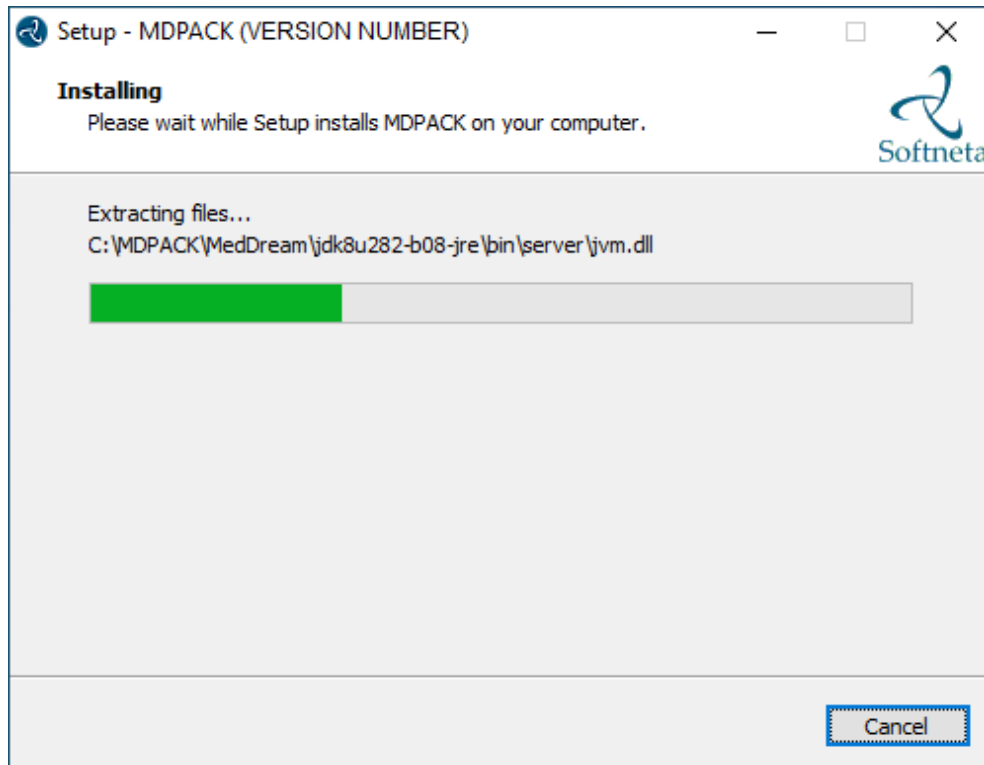 Setup - MDPACK (VERSION NUMBER)
Installing
Please wait while Setup installs MDPACK on your computer.
Softneta
Extracting files...
C:\MDPACK\MedDream\jdk8u282-b08-jre\bin\server\jvm.dll
Cancel